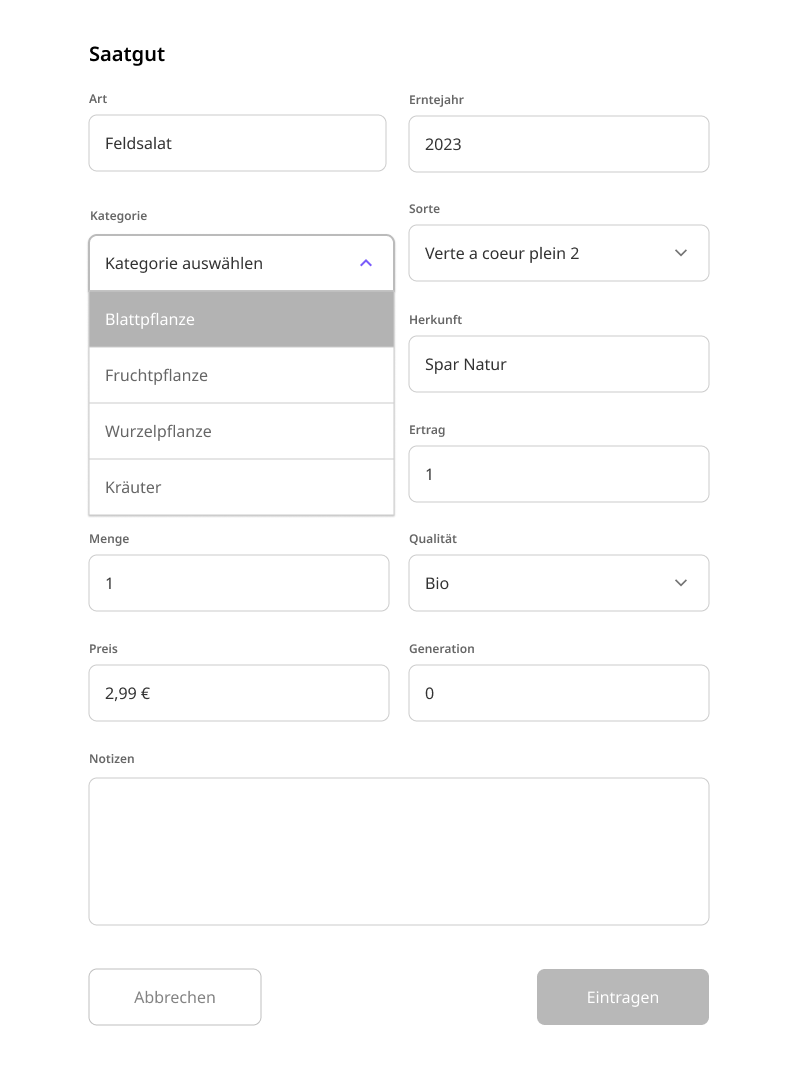 Saatgut
Art
Erntejahr
Feldsalat
2023
Kategorie
Sorte
Kategorie auswählen
Verte a coeur plein 2
Blattpflanze
Herkunft
Fruchtpflanze
Spar Natur
Wurzelpflanze
Ertrag
Kräuter
1
Menge
Qualität
1
Bio
Preis
Generation
2,99 €
0
Notizen
Abbrechen
Eintragen